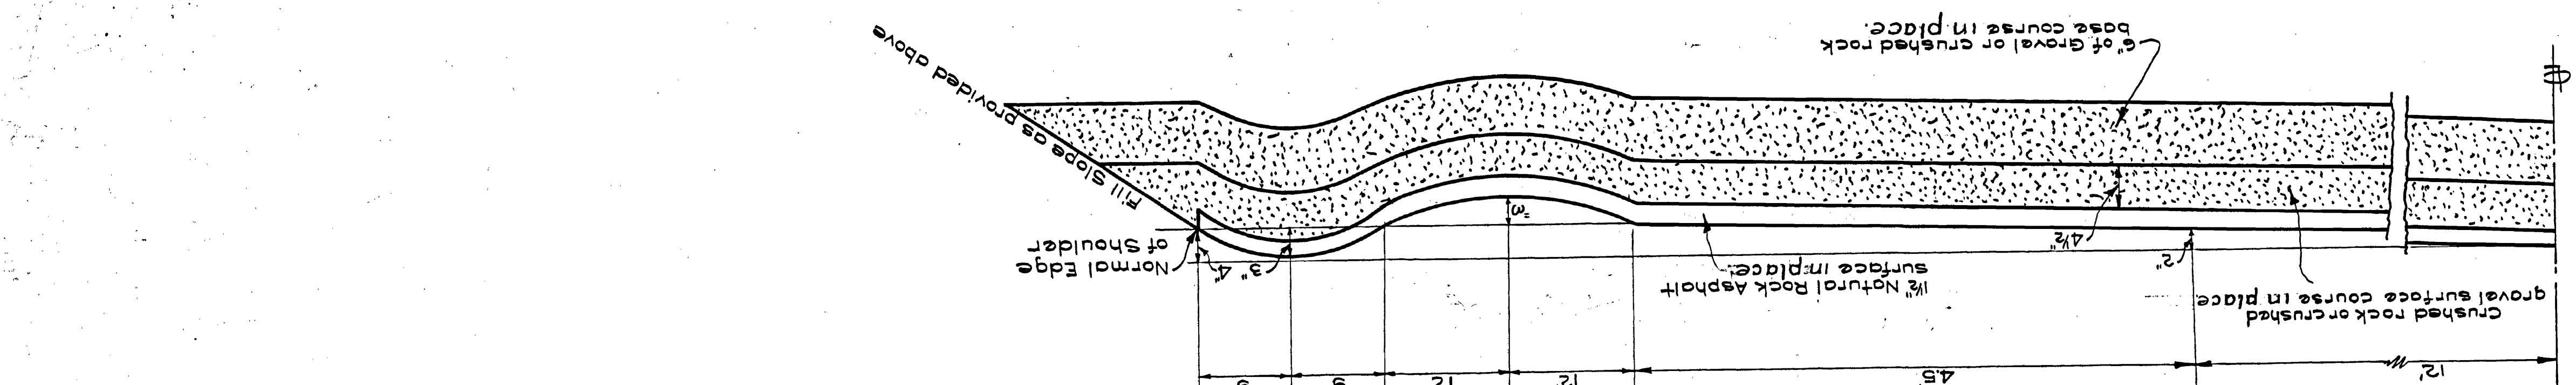 12'
4.5'
12"
12
9
9
Crushed rock or crushed
gravel surface course in place
2"
1½" Natural Rock Asphalt
surface in place.
4½"
3"
3"
4"
Normal Edge
of Shoulder
Fill Slope as provided above
6" of Gravel or crushed rock
base course in place.
℄